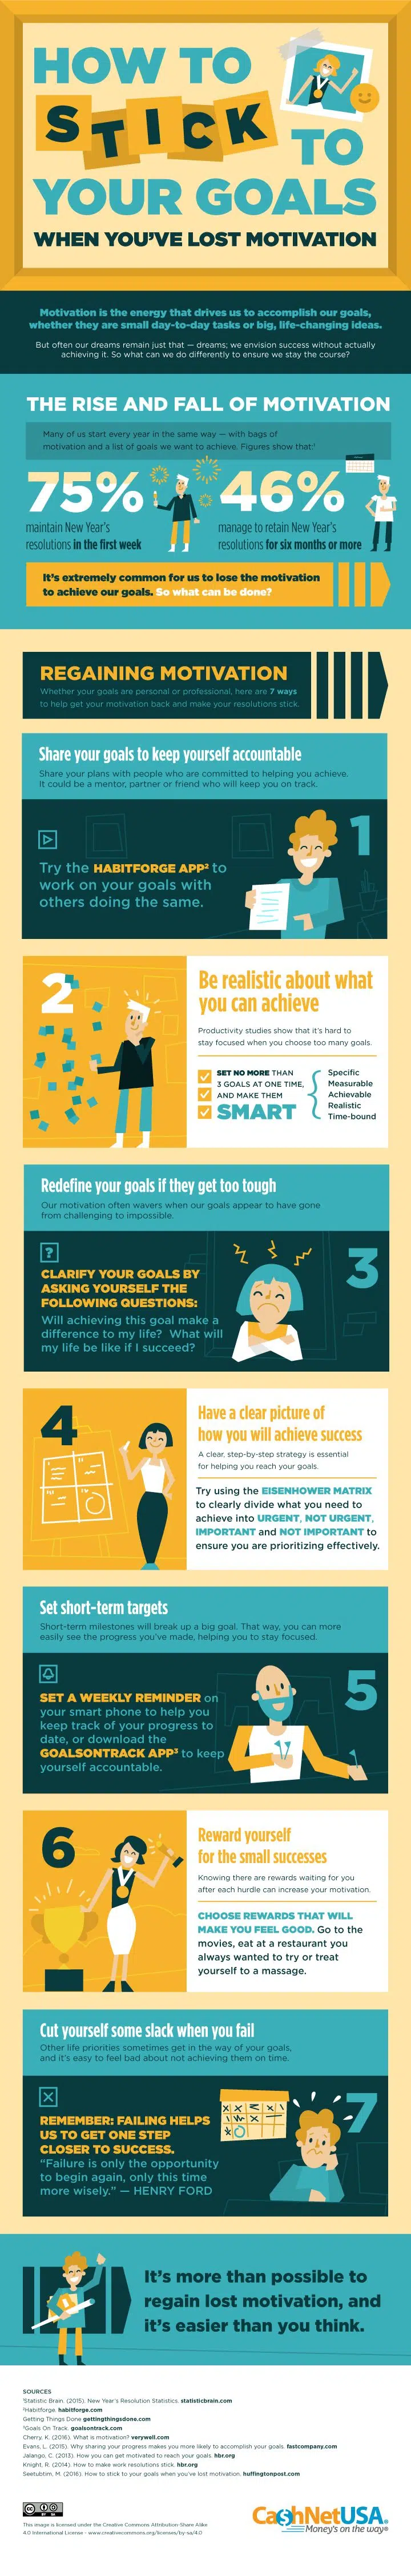 HOW TO
STICK TO
YOUR GOALS
WHEN YOU'VE LOST MOTIVATION
Motivation is the energy that drives us to accomplish our goals,
whether they are small day-to-day tasks or big, life-changing ideas.
But often our dreams remain just that — dreams; we envision success without actually
achieving it. So what can we do differently to ensure we stay the course?
THE RISE AND FALL OF MOTIVATION
Many of us start every year in the same way — with bags of
motivation and a list of goals we want to achieve. Figures show that:¹
75%
maintain New Year's
resolutions in the first week
46%
manage to retain New Year's
resolutions for six months or more
It's extremely common for us to lose the motivation
to achieve our goals. So what can be done?
REGAINING MOTIVATION
Whether your goals are personal or professional, here are 7 ways
to help get your motivation back and make your resolutions stick.
Share your goals to keep yourself accountable
Share your plans with people who are committed to helping you achieve.
It could be a mentor, partner or friend who will keep you on track.
1
Try the HABITFORGE APP² to
work on your goals with
others doing the same.
2
Be realistic about what
you can achieve
Productivity studies show that it's hard to
stay focused when you choose too many goals.
SET NO MORE THAN
3 GOALS AT ONE TIME,
AND MAKE THEM
SMART
Specific
Measurable
Achievable
Realistic
Time-bound
Redefine your goals if they get too tough
Our motivation often wavers when our goals appear to have gone
from challenging to impossible.
?
3
CLARIFY YOUR GOALS BY
ASKING YOURSELF THE
FOLLOWING QUESTIONS:
Will achieving this goal make a
difference to my life? What will
my life be like if I succeed?
4
Have a clear picture of
how you will achieve success
A clear, step-by-step strategy is essential
for helping you reach your goals.
Try using the EISENHOWER MATRIX
to clearly divide what you need to
achieve into URGENT, NOT URGENT,
IMPORTANT and NOT IMPORTANT to
ensure you are prioritizing effectively.
Set short-term targets
Short-term milestones will break up a big goal. That way, you can more
easily see the progress you've made, helping you to stay focused.
5
SET A WEEKLY REMINDER on
your smart phone to help you
keep track of your progress to
date, or download the
GOALSONTRACK APP³ to keep
yourself accountable.
6
Reward yourself
for the small successes
Knowing there are rewards waiting for you
after each hurdle can increase your motivation.
CHOOSE REWARDS THAT WILL
MAKE YOU FEEL GOOD. Go to the
movies, eat at a restaurant you
always wanted to try or treat
yourself to a massage.
Cut yourself some slack when you fail
Other life priorities sometimes get in the way of your goals,
and it's easy to feel bad about not achieving them on time.
7
REMEMBER: FAILING HELPS
US TO GET ONE STEP
CLOSER TO SUCCESS.
"Failure is only the opportunity
to begin again, only this time
more wisely." — HENRY FORD
It's more than possible to
regain lost motivation, and
it's easier than you think.
SOURCES
¹Statistic Brain. (2015). New Year's Resolution Statistics. statisticbrain.com
²Habitforge. habitforge.com
Getting Things Done gettingthingsdone.com
³Goals On Track. goalsontrack.com
Cherry, K. (2016). What is motivation? verywell.com
Evans, L. (2015). Why sharing your progress makes you more likely to accomplish your goals. fastcompany.com
Jalango, C. (2013). How you can get motivated to reach your goals. hbr.org
Knight, R. (2014). How to make work resolutions stick. hbr.org
Seetubtim, M. (2016). How to stick to your goals when you've lost motivation. huffingtonpost.com
CC
BY SA
This image is licensed under the Creative Commons Attribution-Share Alike
4.0 International License - www.creativecommons.org/licenses/by-sa/4.0
CashNetUSA®
Money's on the way®